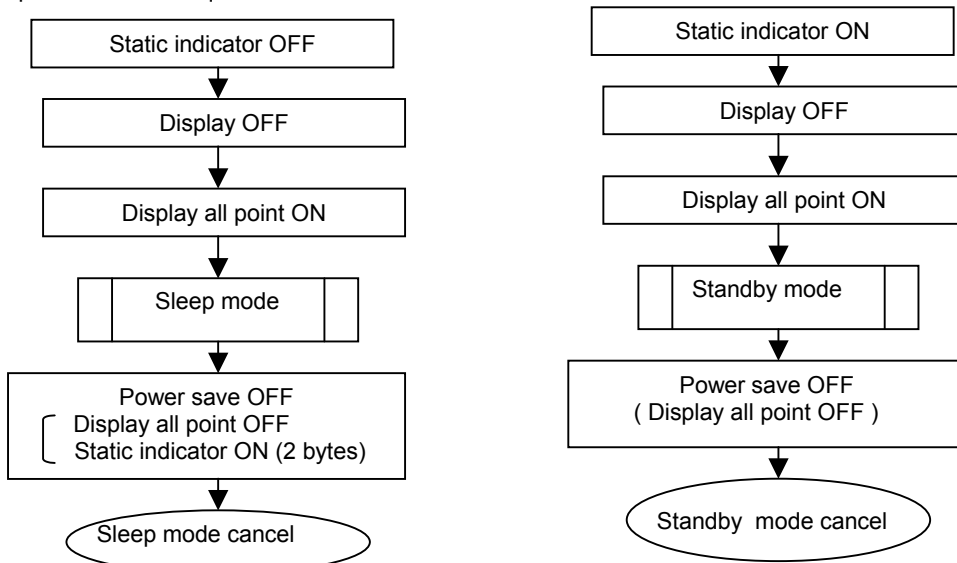 Static indicator OFF
Display OFF
Display all point ON
Sleep mode
Power save OFF
Display all point OFF
Static indicator ON (2 bytes)
Sleep mode cancel
Static indicator ON
Display OFF
Display all point ON
Standby mode
Power save OFF
( Display all point OFF )
Standby mode cancel